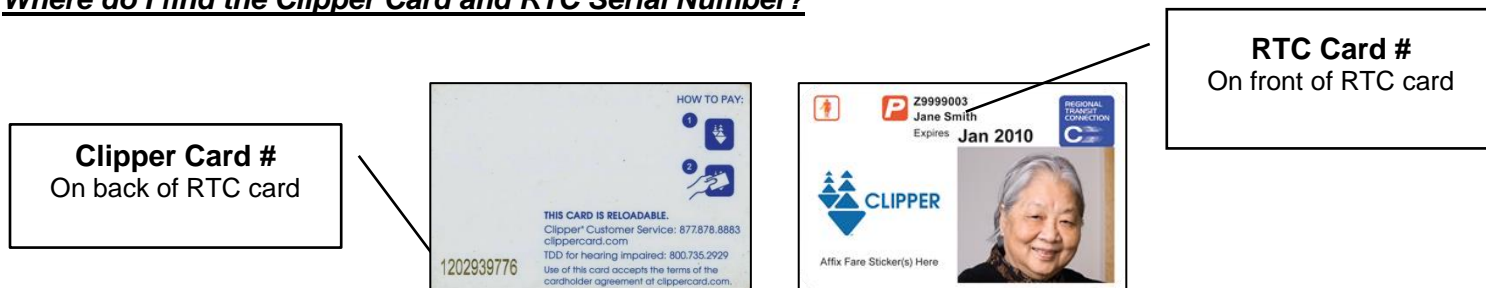 Where do I find the Clipper Card and RTC Serial Number?
Clipper Card #
On back of RTC card
HOW TO PAY:
1
2
THIS CARD IS RELOADABLE.
Clipper® Customer Service: 877.878.8883
clippercard.com
TDD for hearing impaired: 800.735.2929
Use of this card accepts the terms of the
cardholder agreement at clippercard.com.
1202939776
P
Z9999003
Jane Smith
Expires Jan 2010
REGIONAL
TRANSIT
CONNECTION
C
CLIPPER
Affix Fare Sticker(s) Here
RTC Card #
On front of RTC card